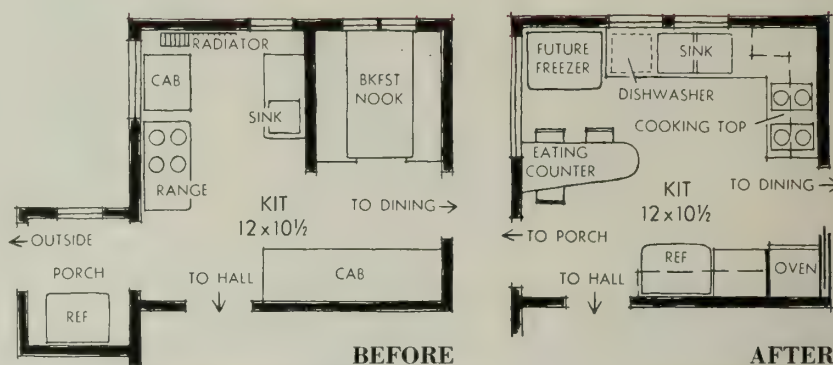 RADIATOR
CAB
BKFST
NOOK
SINK
RANGE
KIT
12 x 10½
TO DINING
OUTSIDE
PORCH
TO HALL
CAB
REF
BEFORE
FUTURE
FREEZER
SINK
DISHWASHER
COOKING TOP
EATING
COUNTER
KIT
12 x 10½
TO DINING
TO PORCH
REF
TO HALL
OVEN
AFTER